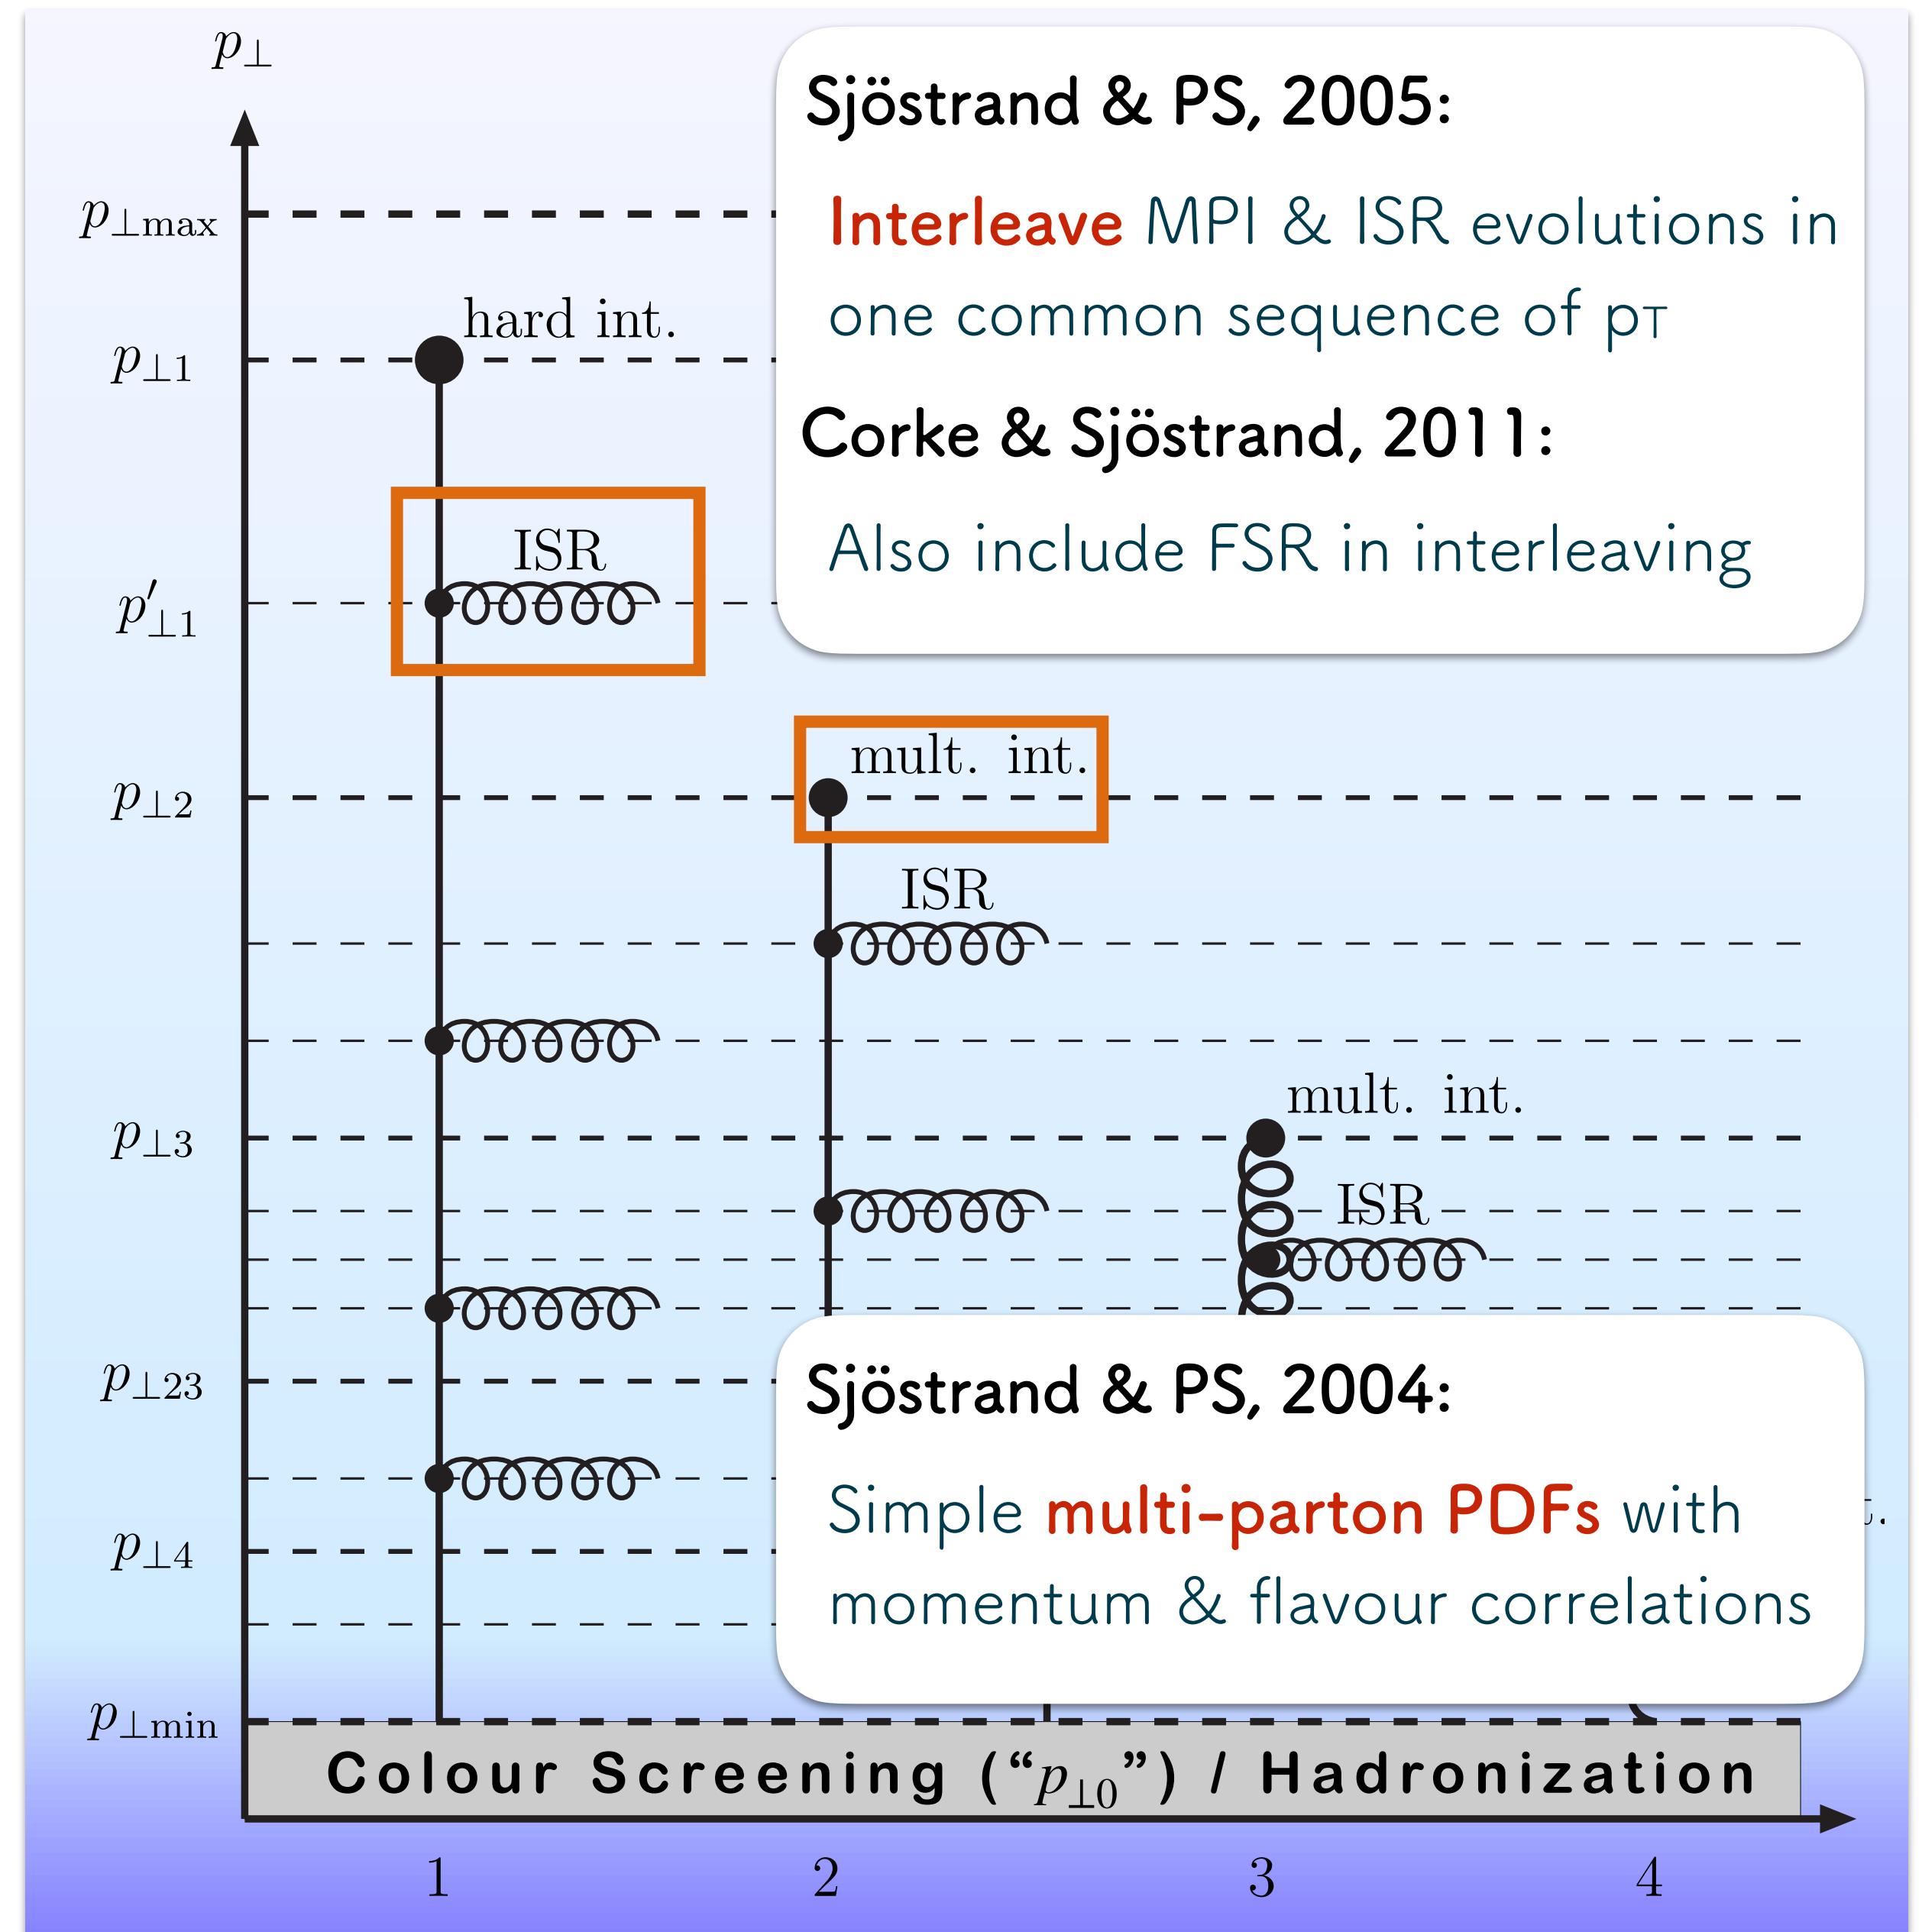 p⊥
Sjöstrand & PS, 2005:
p⊥max
Interleave MPI & ISR evolutions in
hard int.
one common sequence of pT
p⊥1
Corke & Sjöstrand, 2011:
ISR
Also include FSR in interleaving
p′⊥1
mult. int.
p⊥2
ISR
mult. int.
p⊥3
ISR
p⊥23
Sjöstrand & PS, 2004:
Simple multi-parton PDFs with
p⊥4
momentum & flavour correlations
p⊥min
Colour Screening (“p⊥0”) / Hadronization
1 2 3 4